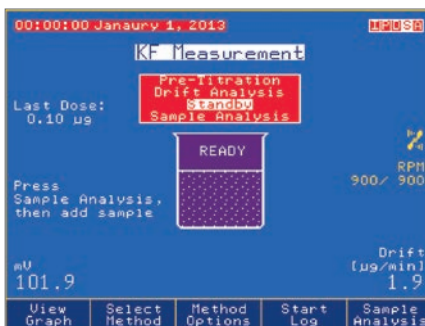 00:00:00 Janaury 1, 2013
KF Measurement
Pre-Titration
Drift Analysis
Standby
Sample Analysis
Last Dose:
0.10 µg
READY
RPM
900/ 900
Press
Sample Analysis,
then add sample
Drift
[µg/min]
1.9
mV
101.9
View Graph
Select Method
Method Options
Start Log
Sample Analysis